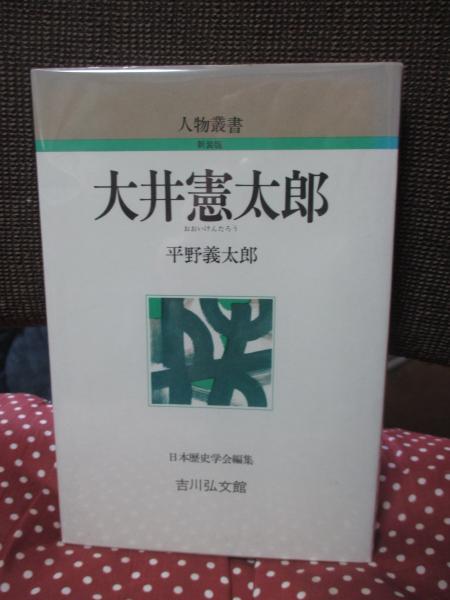 人物叢書
新装版
大井憲太郎
おおいけんたろう
平野義太郎
日本歴史学会編集
吉川弘文館